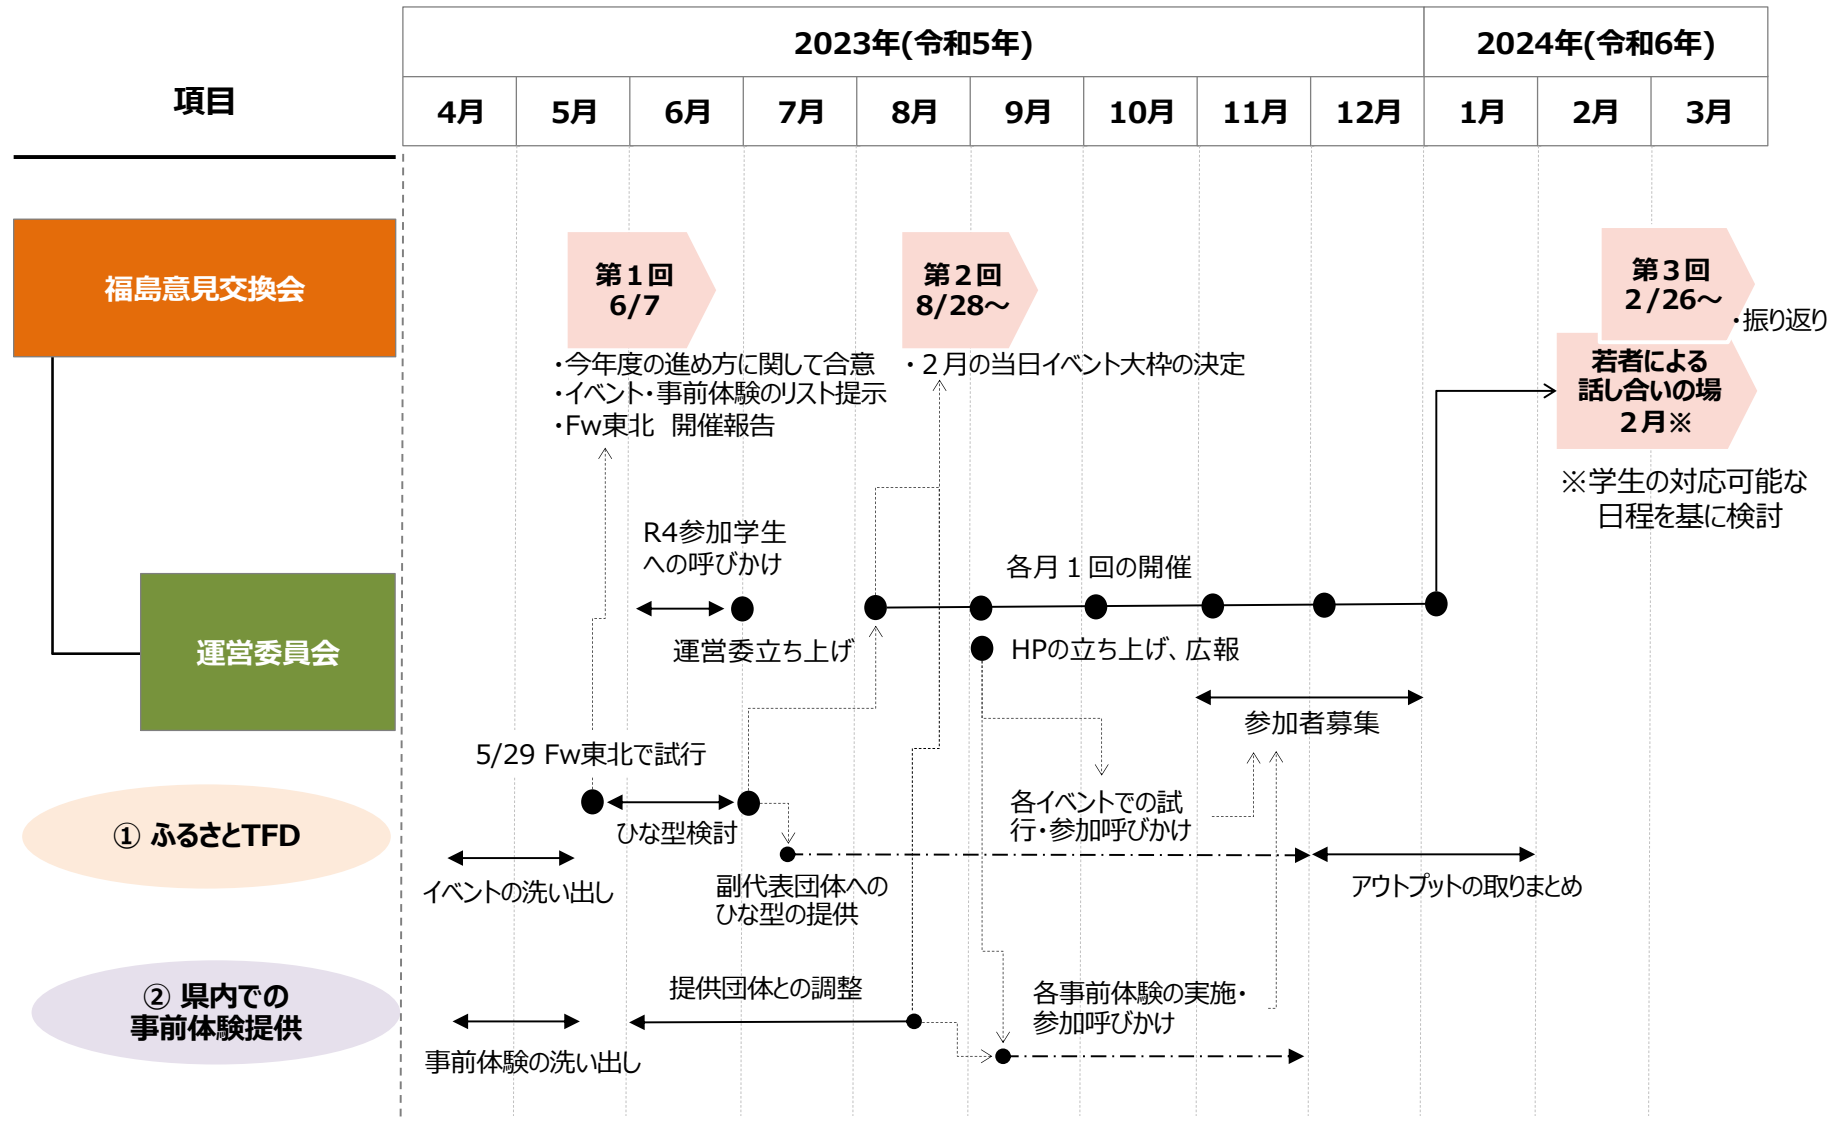 項目
2023年(令和5年)
2024年(令和6年)
4月
5月
6月
7月
8月
9月
10月
11月
12月
1月
2月
3月
福島意見交換会
第1回
6/7
・今年度の進め方に関して合意
・イベント・事前体験のリスト提示
・Fw東北 開催報告
第2回
8/28～
・2月の当日イベント大枠の決定
第3回
2/26～
・振り返り
若者による
話し合いの場
2月※
※学生の対応可能な
日程を基に検討
運営委員会
R4参加学生
への呼びかけ
運営委立ち上げ
各月1回の開催
HPの立ち上げ、広報
参加者募集
① ふるさとTFD
5/29 Fw東北で試行
ひな型検討
イベントの洗い出し
副代表団体への
ひな型の提供
各イベントでの試
行・参加呼びかけ
アウトプットの取りまとめ
② 県内での
事前体験提供
事前体験の洗い出し
提供団体との調整
各事前体験の実施・
参加呼びかけ